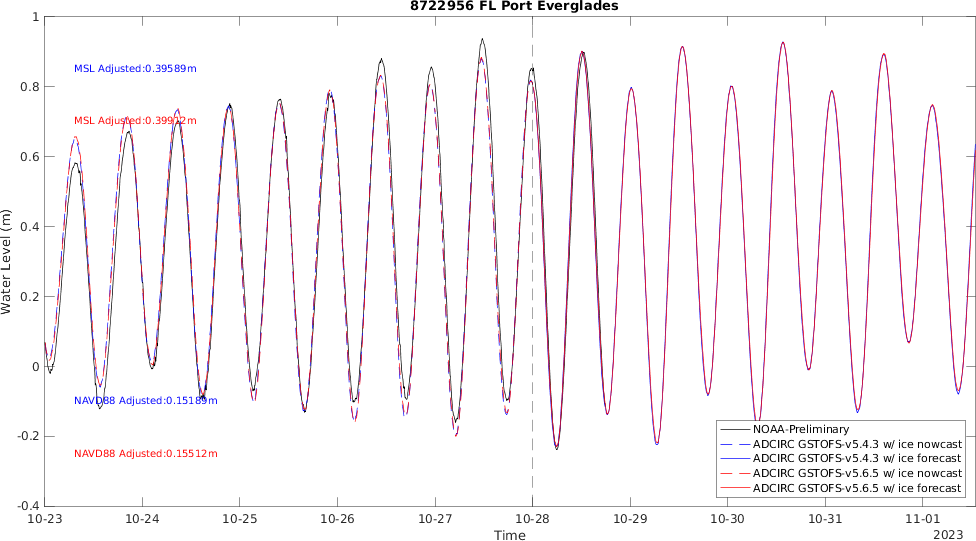 8722956 FL Port Everglades
Water Level (m)
1
0.8
0.6
0.4
0.2
0
-0.2
-0.4
MSL Adjusted:0.39589m
MSL Adjusted:
NAVD88 Adjusted:0.15189m
NAVD88 Adjusted:0.15512m
NOAA-Preliminary
ADCIRC GSTOFS-v5.4.3 w/ ice nowcast
ADCIRC GSTOFS-v5.4.3 w/ ice forecast
ADCIRC GSTOFS-v5.6.5 w/ ice nowcast
ADCIRC GSTOFS-v5.6.5 w/ ice forecast
10-23 10-24 10-25 10-26 10-27 10-28 10-29 10-30 10-31 11-01
Time
2023